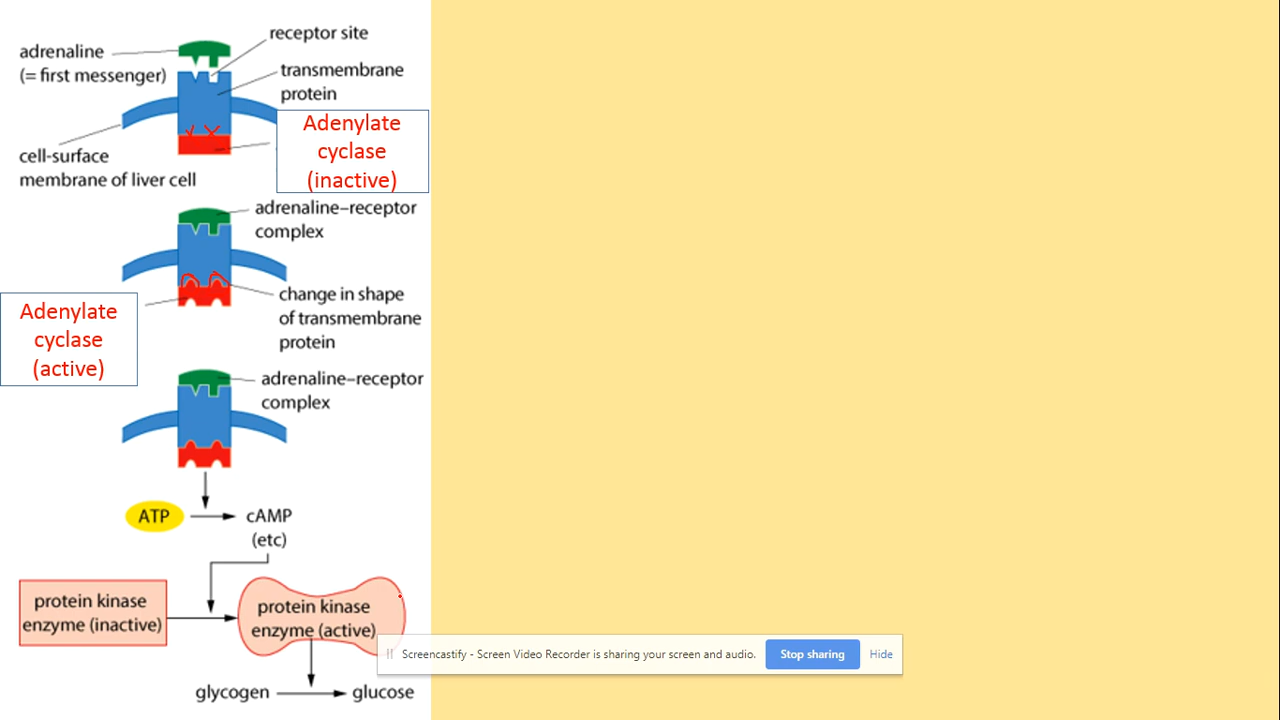 receptor site
adrenaline
(= first messenger)
transmembrane
protein
Adenylate
cyclase
(inactive)
cell-surface
membrane of liver cell
adrenaline–receptor
complex
change in shape
of transmembrane
protein
Adenylate
cyclase
(active)
adrenaline–receptor
complex
ATP
cAMP
(etc)
protein kinase
enzyme (inactive)
protein kinase
enzyme (active)
Screencastify - Screen Video Recorder is sharing your screen and audio.
Stop sharing
Hide
glycogen
glucose